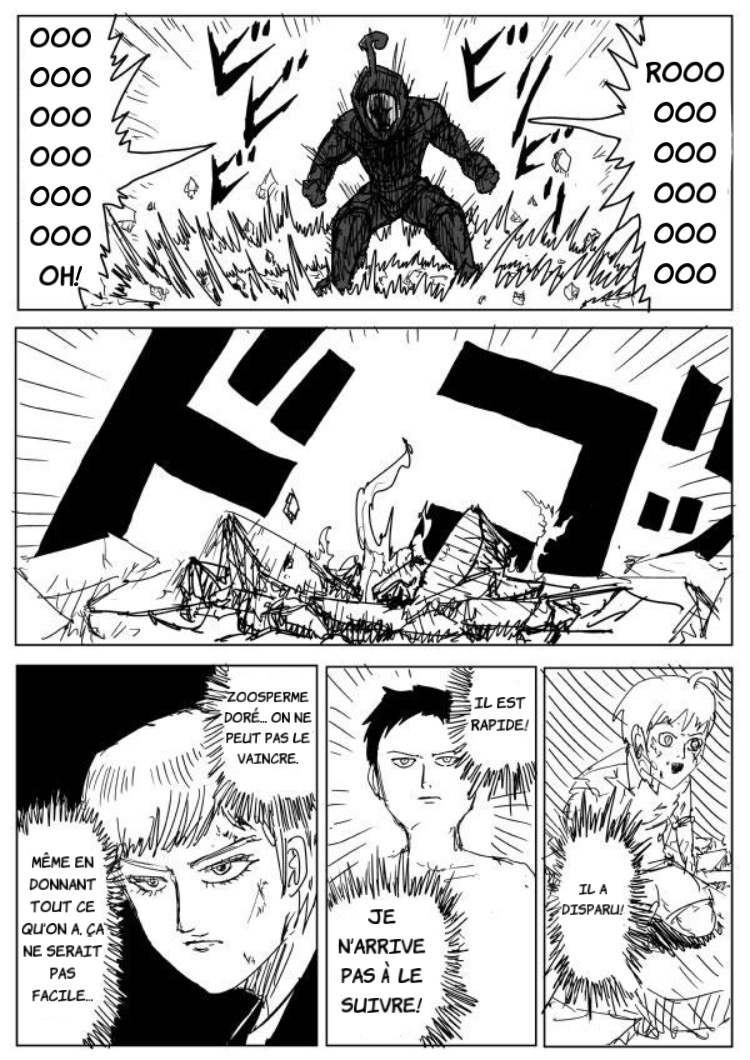 ROOO
OOO
OOO
OOO
OOO
OOO
OOO
OOO
OOO
OOO
OOO
OOO
OH!
ビ
ビ
ビ
ビ
ドゴッ
IL A
DISPARU!
IL EST
RAPIDE!
JE
N'ARRIVE
PAS À LE
SUIVRE!
ZOOSPERME
DORÉ... ON NE
PEUT PAS LE
VAINCRE.
MÊME EN
DONNANT
TOUT CE
QU'ON A, ÇA
NE SERAIT
PAS
FACILE...